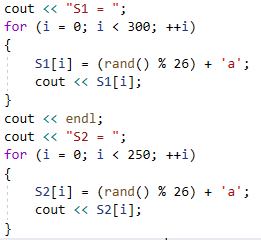 cout << "S1 = ";
for (i = 0; i < 300; ++i)
{
    S1[i] = (rand() % 26) + 'a';
    cout << S1[i];
}
cout << endl;
cout << "S2 = ";
for (i = 0; i < 250; ++i)
{
    S2[i] = (rand() % 26) + 'a';
    cout << S2[i];
}